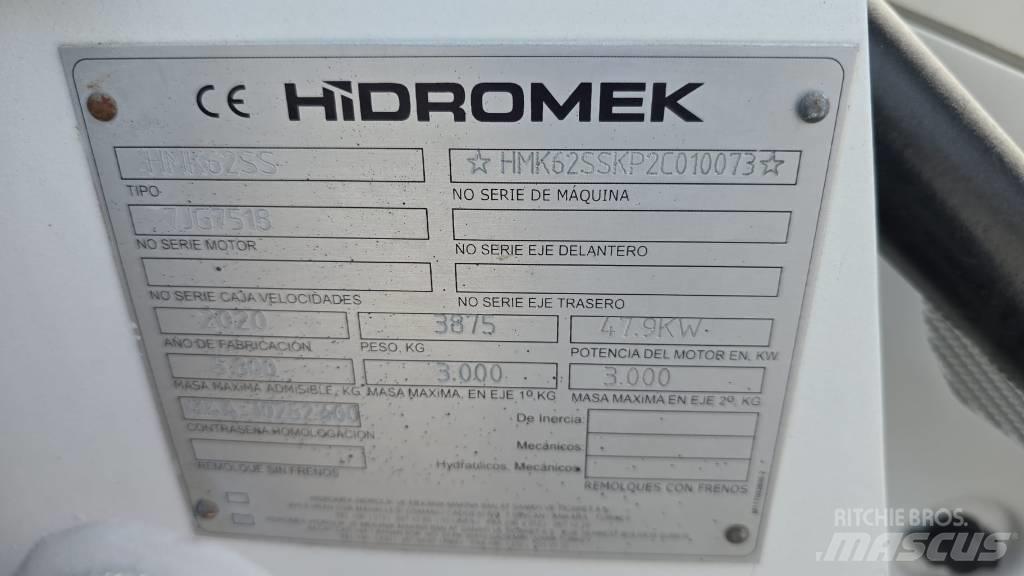 CE HİDROMEK
HMK62SS ☆ HMK62SSKP2C010073 ☆
TIPO NO SERIE DE MÁQUINA
7JG7518
NO SERIE MOTOR NO SERIE EJE DELANTERO
NO SERIE CAJA VELOCIDADES NO SERIE EJE TRASERO
2020 3875 47.9KW
AÑO DE FABRICACIÓN PESO, KG POTENCIA DEL MOTOR EN, KW
3.000 3.000
MASA MAXIMA ADMISIBLE, KG MASA MAXIMA, EN EJE 1º, KG MASA MAXIMA EN EJE 2º, KG
De Inercia:
CONTRASEÑA HOMOLOGACIÓN
Mecánicos:
REMOLQUE SIN FRENOS Hydraulicos. Mecánicos:
REMOLQUES CON FRENOS
RITCHIE BROS.
MASCUS